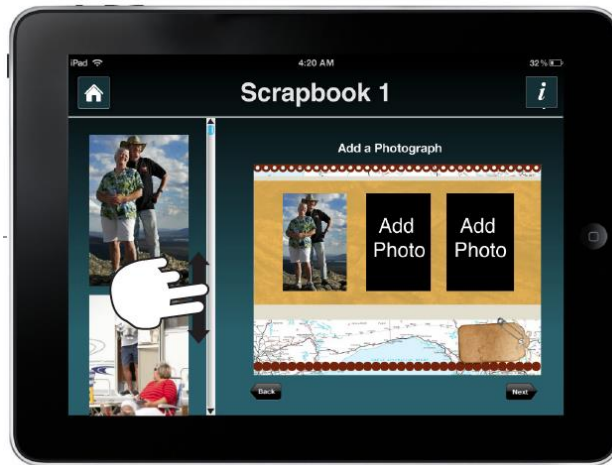 iPad 4:20 AM 32%
Scrapbook 1
i
Add a Photograph
Add Photo
Add Photo
Back Next